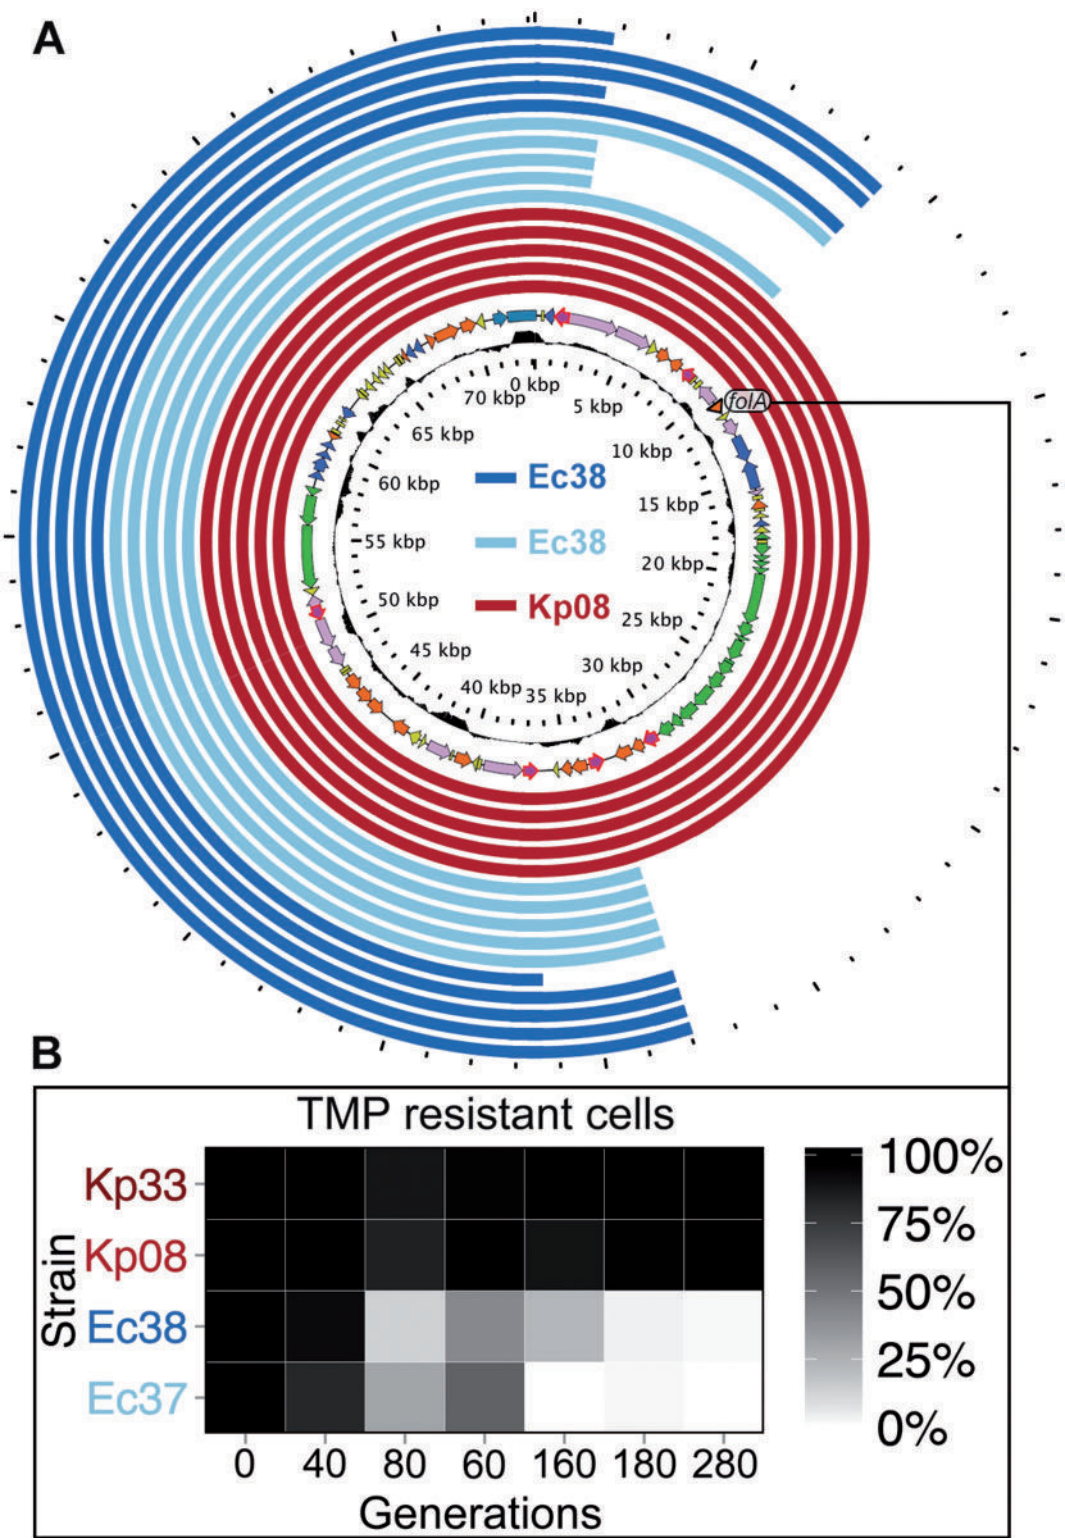 A
folA
0 kbp
5 kbp
10 kbp
15 kbp
20 kbp
25 kbp
30 kbp
35 kbp
40 kbp
45 kbp
50 kbp
55 kbp
60 kbp
65 kbp
70 kbp
Ec38
Ec38
Kp08
B
TMP resistant cells
Strain
Kp33
Kp08
Ec38
Ec37
0 40 80 60 160 180 280
Generations
100%
75%
50%
25%
0%